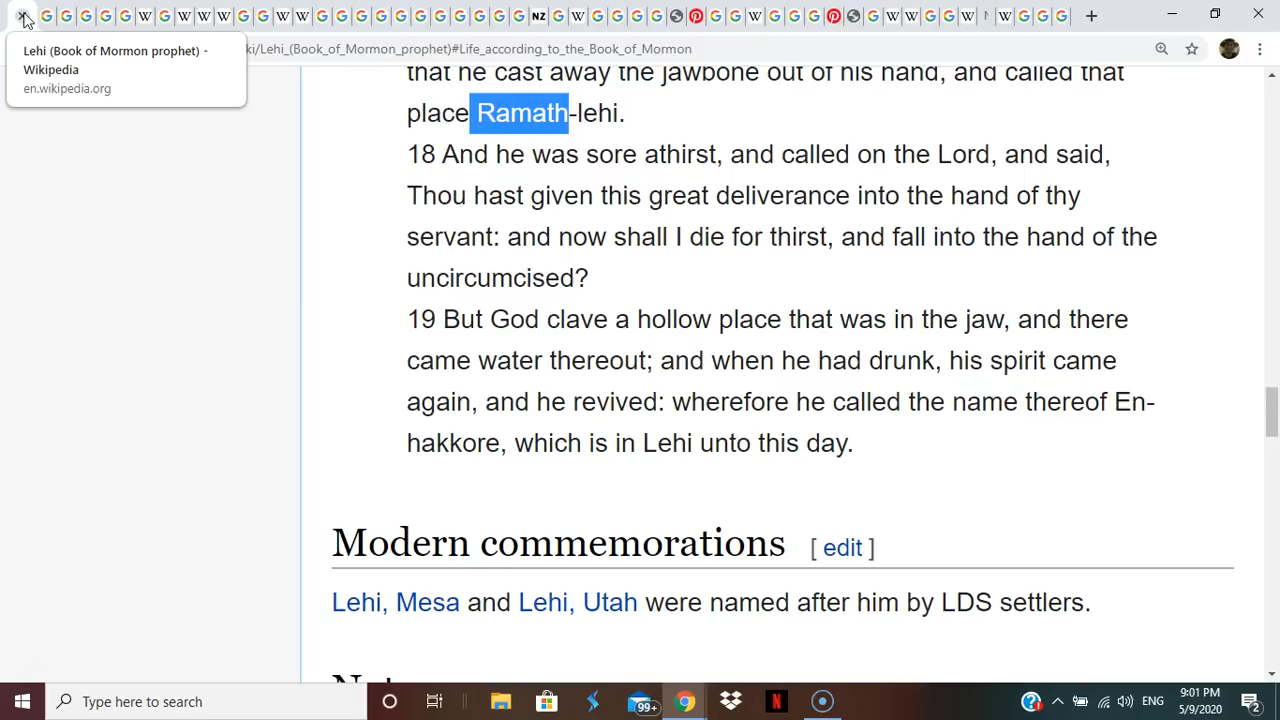 NZ
ki/Lehi_(Book_of_Mormon_prophet)#Life_according_to_the_Book_of_Mormon
Lehi (Book of Mormon prophet) -
Wikipedia
en.wikipedia.org
that he cast away the jawbone out of his hand, and called that
place Ramath-lehi.
18 And he was sore athirst, and called on the Lord, and said,
Thou hast given this great deliverance into the hand of thy
servant: and now shall I die for thirst, and fall into the hand of the
uncircumcised?
19 But God clave a hollow place that was in the jaw, and there
came water thereout; and when he had drunk, his spirit came
again, and he revived: wherefore he called the name thereof En-
hakkore, which is in Lehi unto this day.
Modern commemorations [ edit ]
Lehi, Mesa and Lehi, Utah were named after him by LDS settlers.
Type here to search
99+
ENG
9:01 PM
5/9/2020
2